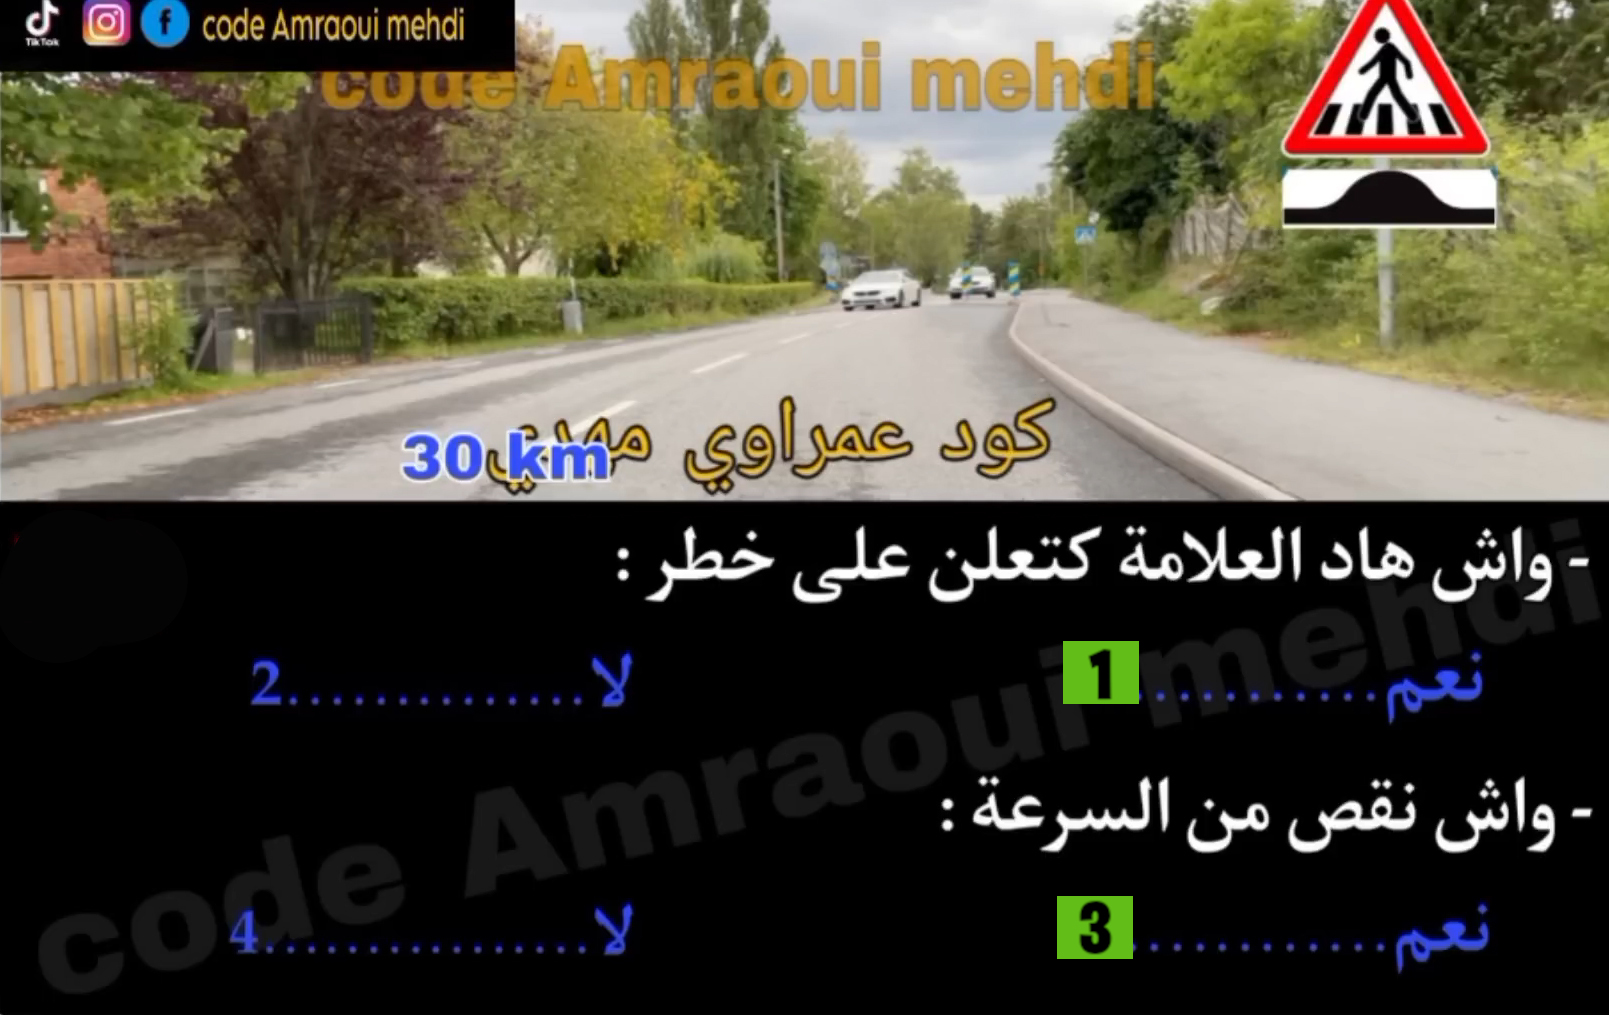 TikTok f code Amraoui mehdi
code Amraoui mehdi
كود عمراوي مهدي
30 km
- واش هاد العلامة كتعلن على خطر :
نعم............1 لا..............2
- واش نقص من السرعة :
نعم............3 لا................4
code Amraoui mehdi